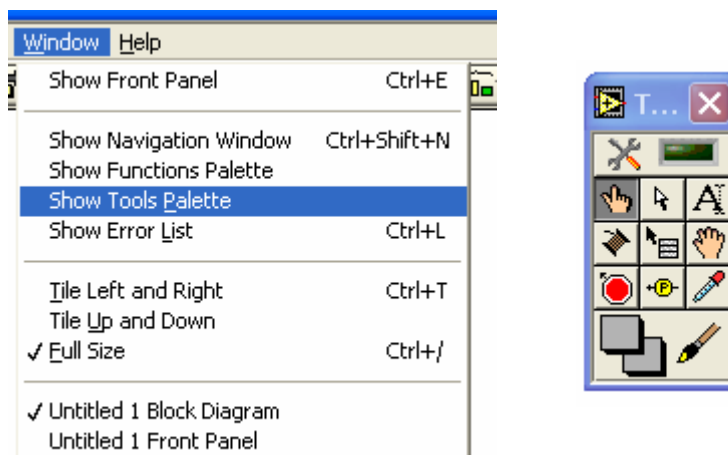 Window Help
Show Front Panel Ctrl+E
Show Navigation Window Ctrl+Shift+N
Show Functions Palette
Show Tools Palette
Show Error List Ctrl+L
Tile Left and Right Ctrl+T
Tile Up and Down
✓ Full Size Ctrl+/
✓ Untitled 1 Block Diagram
Untitled 1 Front Panel
T...
A
P